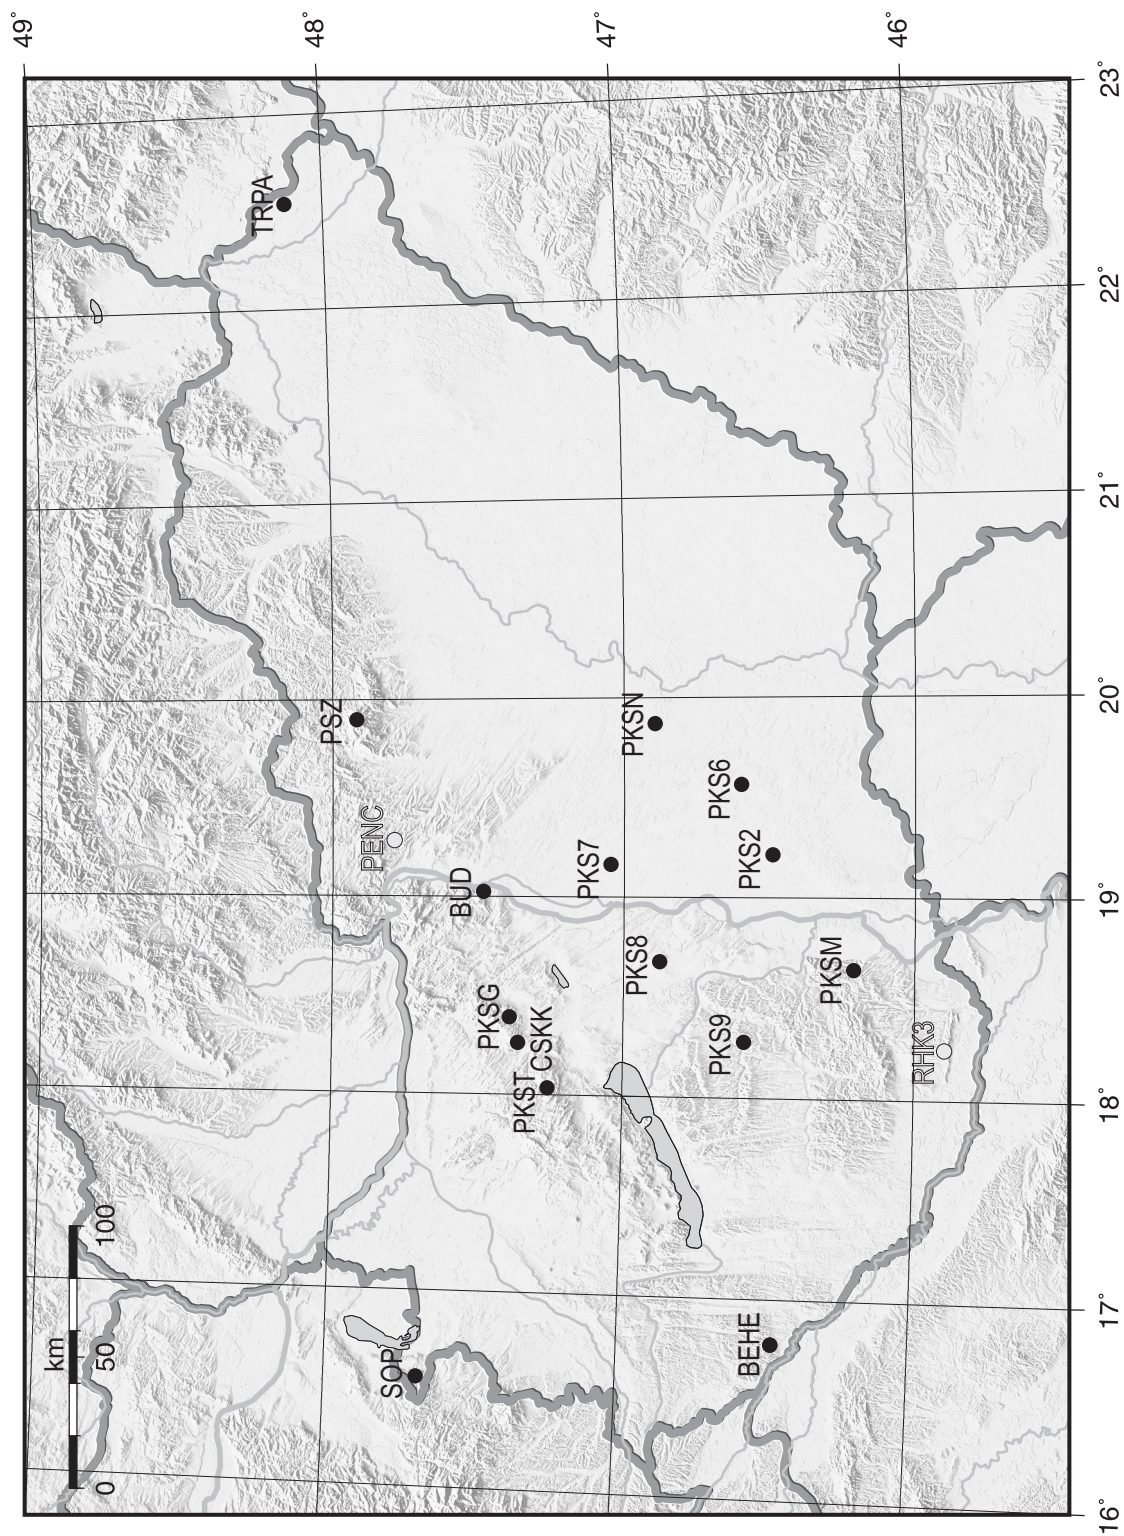 49°
48°
47°
46°
23°
22°
21°
20°
19°
18°
17°
16°
TRPA
PSZ
PKSN
PKS6
PENC
PKS2
PKS7
BUD
PKS8
PKSM
PKSG
CSKK
PKS9
RHK3
PKST
SOP
BEHE
km
0
50
100